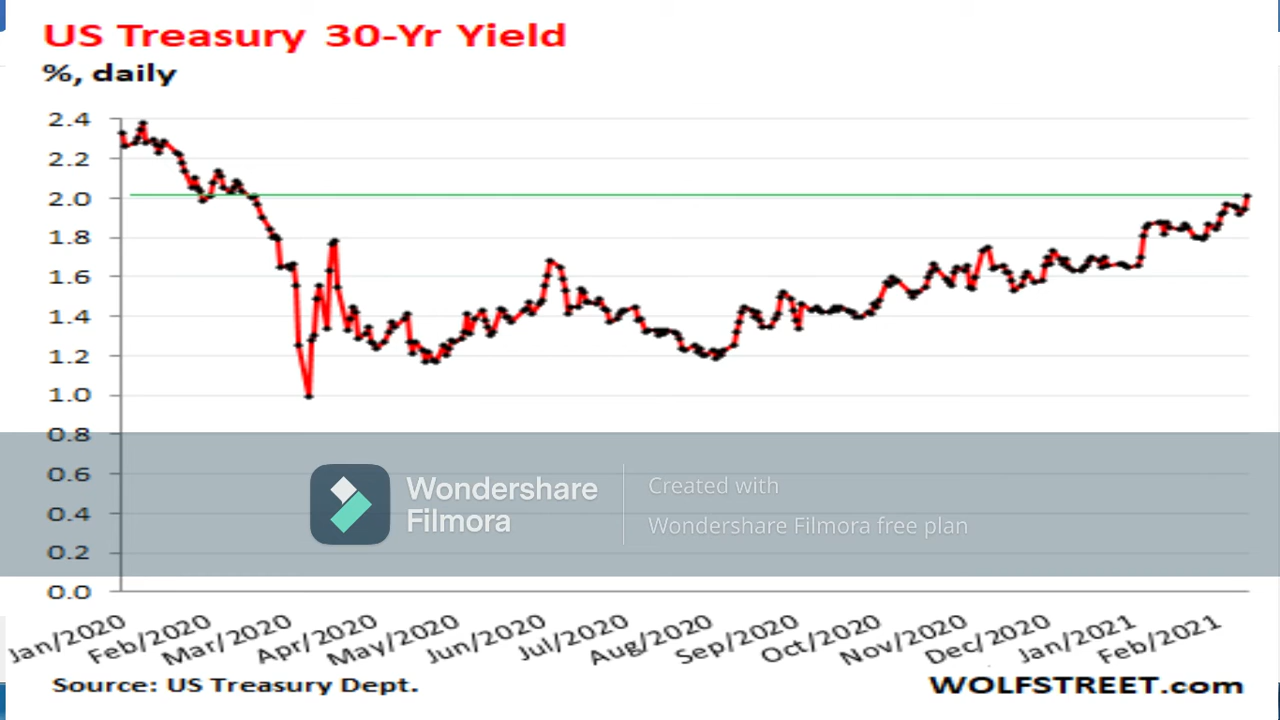 US Treasury 30-Yr Yield
%, daily
2.4
2.2
2.0
1.8
1.6
1.4
1.2
1.0
0.8
0.6
0.4
0.2
0.0
Jan/2020 Feb/2020 Mar/2020 Apr/2020 May/2020 Jun/2020 Jul/2020 Aug/2020 Sep/2020 Oct/2020 Nov/2020 Dec/2020 Jan/2021 Feb/2021
Wondershare
Filmora
Created with
Wondershare Filmora free plan
Source: US Treasury Dept.
WOLFSTREET.com